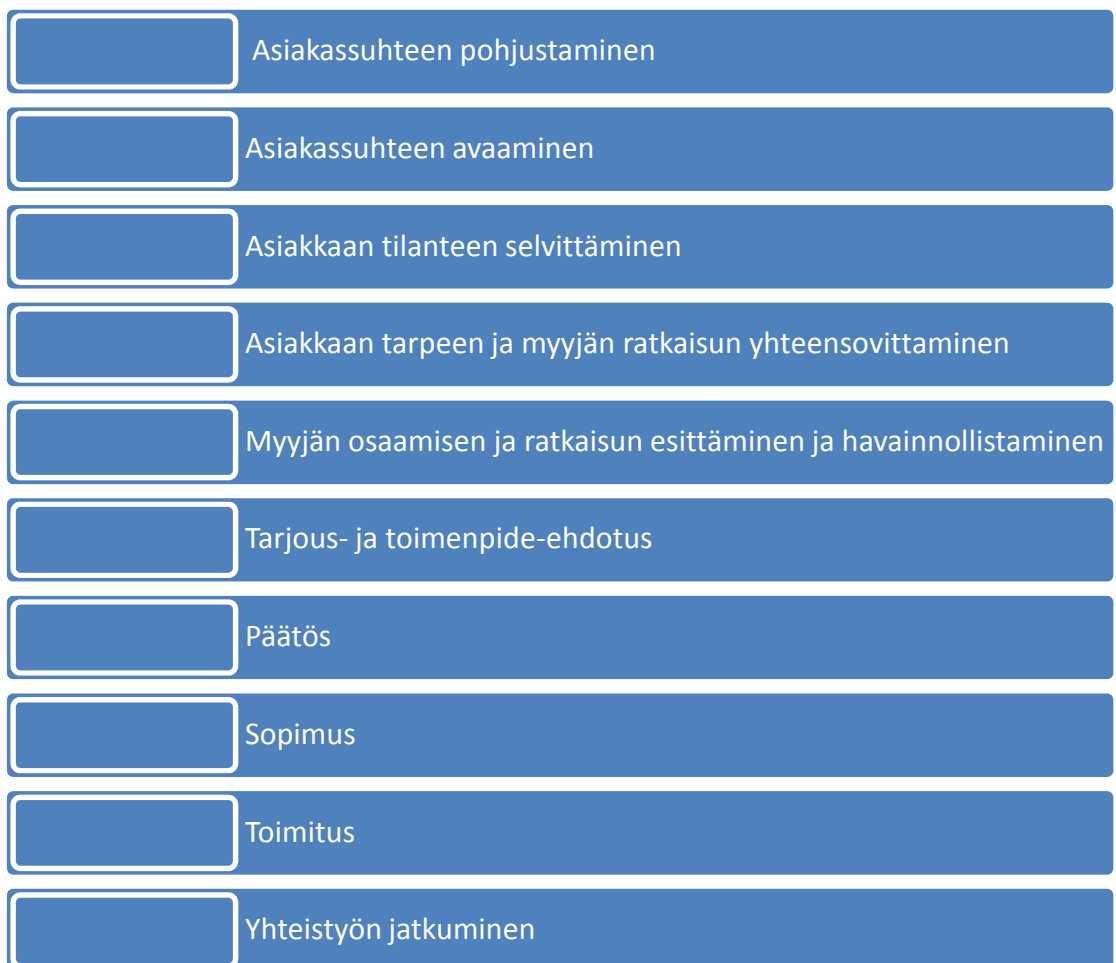 Asiakassuhteen pohjustaminen
Asiakassuhteen avaaminen
Asiakkaan tilanteen selvittäminen
Asiakkaan tarpeen ja myyjän ratkaisun yhteensovittaminen
Myyjän osaamisen ja ratkaisun esittäminen ja havainnollistaminen
Tarjous- ja toimenpide-ehdotus
Päätös
Sopimus
Toimitus
Yhteistyön jatkuminen